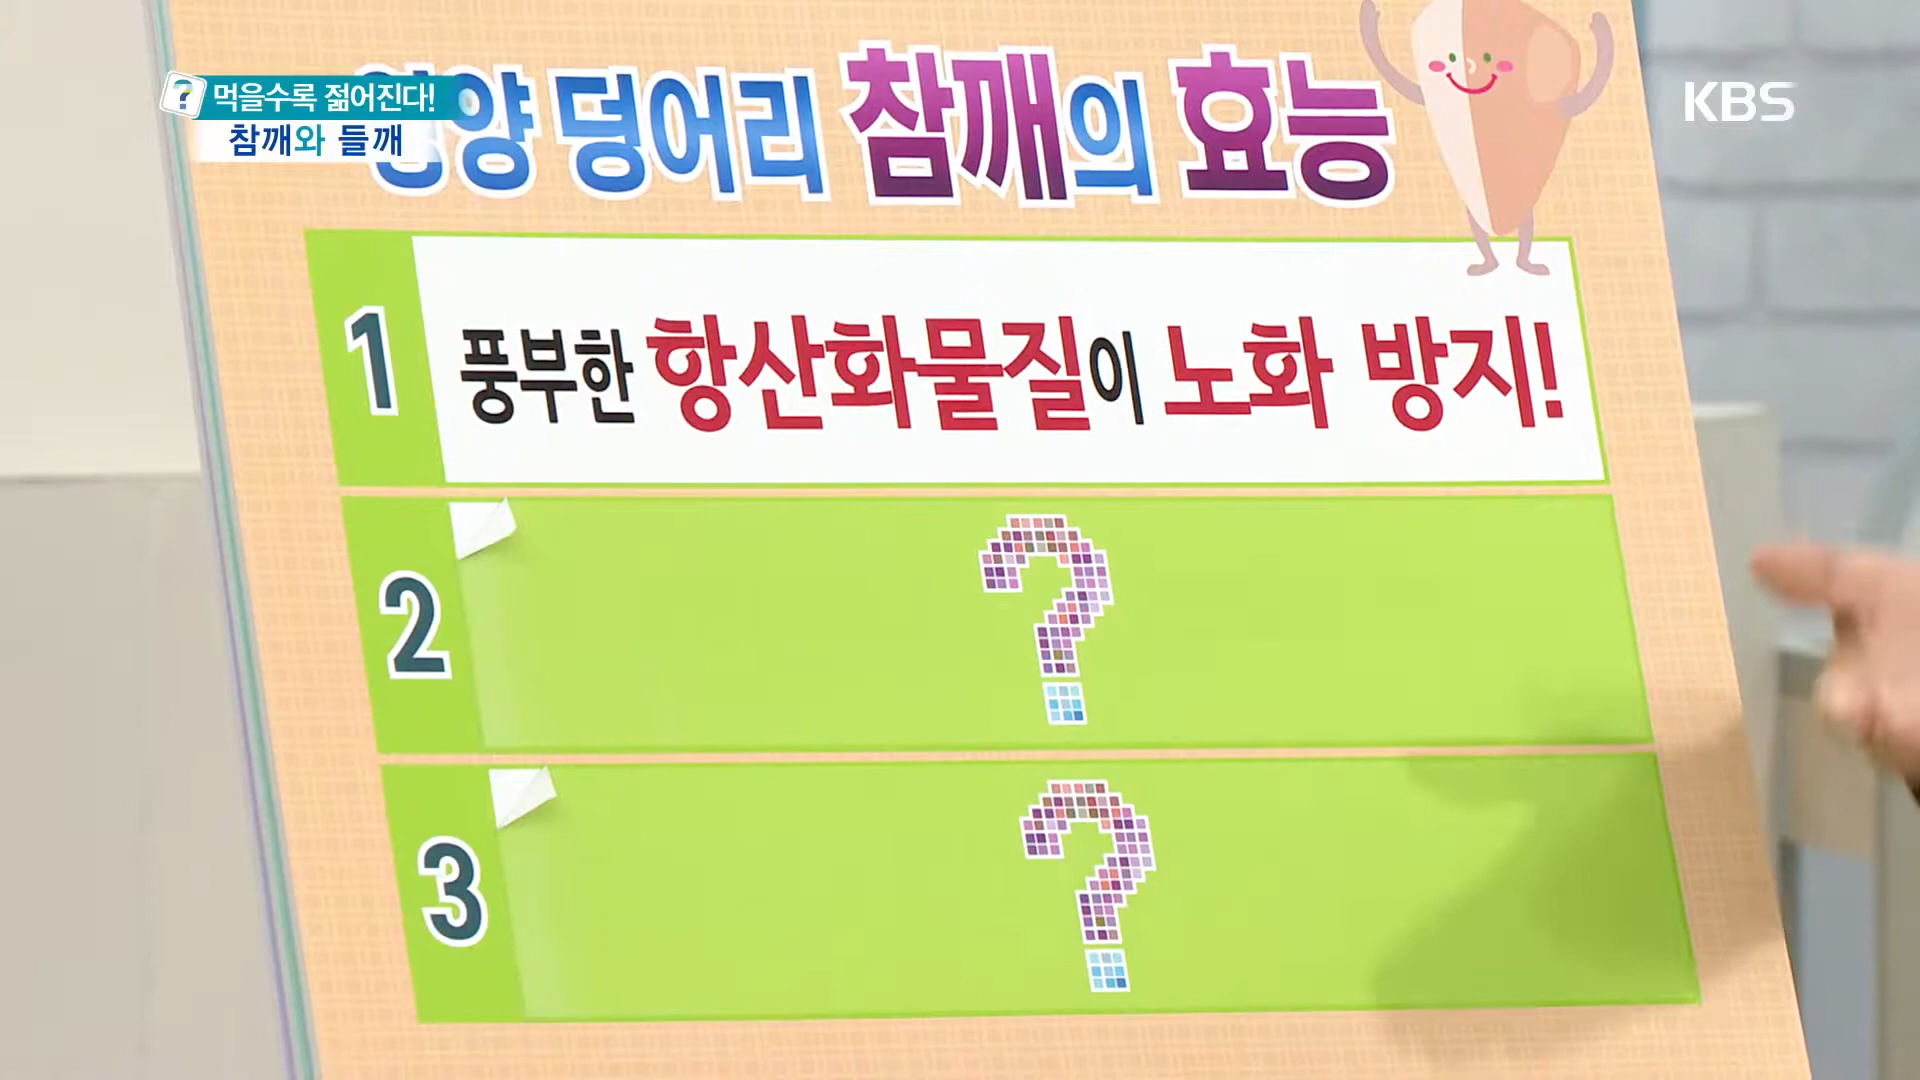 먹을수록 젊어진다!
참깨와 들깨
영양 덩어리 참깨의 효능
KBS
1 풍부한 항산화물질이 노화 방지!
2 ?
3 ?